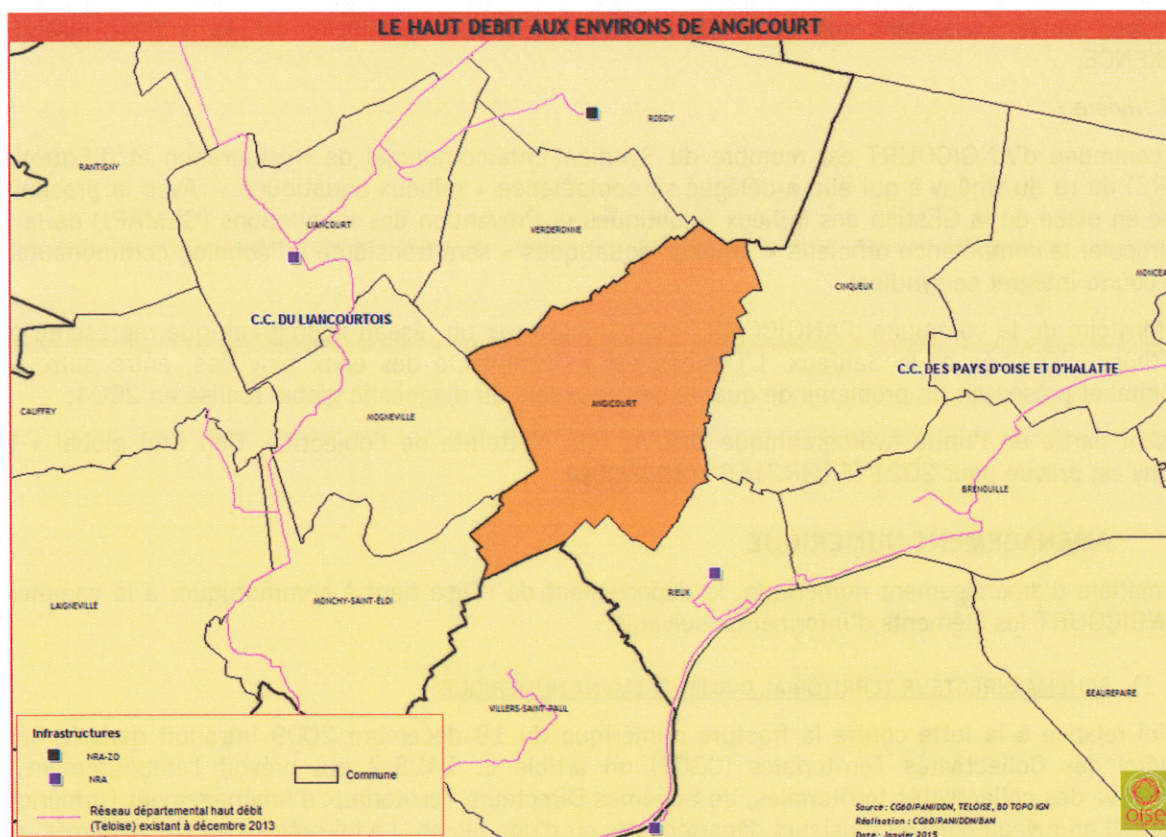 LE HAUT DEBIT AUX ENVIRONS DE ANGICOURT
ROSOY
RANTIGNY
LIANCOURT
VERDERONNE
CINQUEUX
MONCEA
C.C. DU LIANCOURTOIS
C.C. DES PAYS D'OISE ET D'HALATTE
CAUFFRY
MOGNEVILLE
ANGICOURT
BRENOUILLE
LAIGNEVILLE
MONCHY-SAINT-ELOI
RIEUX
VILLERS-SAINT-PAUL
BEAUREPAIRE
Infrastructures
NRA-ZO
NRA
Commune
Réseau départemental haut débit
(Teloise) existant à décembre 2013
Source : CG60/PANI/DDN, TELOISE, BD TOPO IGN
Réalisation : CG60/PANI/DDN/BAN
Date : Janvier 2015
oise